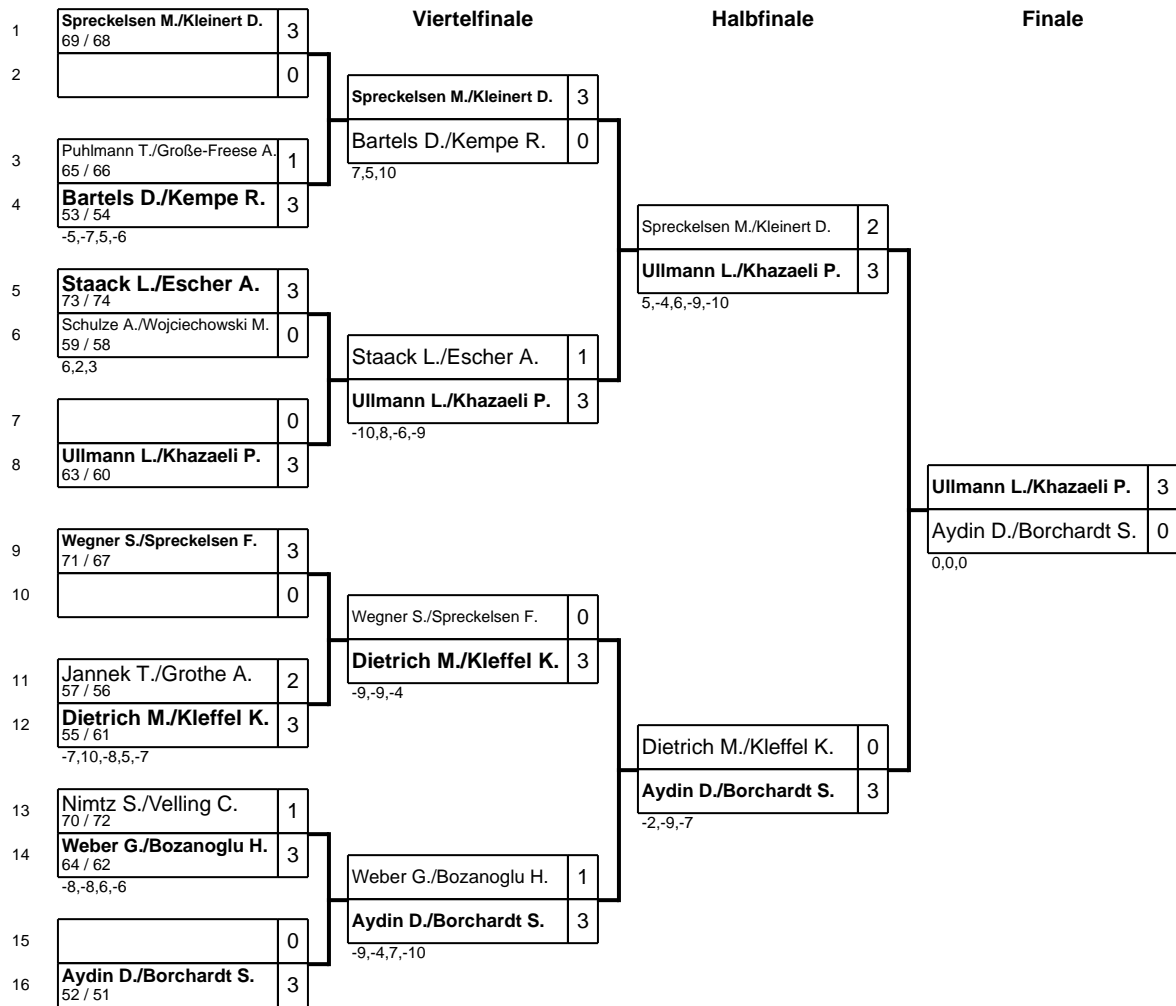 Viertelfinale
Halbfinale
Finale
1
Spreckelsen M./Kleinert D. 3
69 / 68
2
0
3
Puhlmann T./Große-Freese A. 1
65 / 66
4
Bartels D./Kempe R. 3
53 / 54
-5,-7,5,-6
5
Staack L./Escher A. 3
73 / 74
6
Schulze A./Wojciechowski M. 0
59 / 58
6,2,3
7
0
8
Ullmann L./Khazaeli P. 3
63 / 60
9
Wegner S./Spreckelsen F. 3
71 / 67
10
0
11
Jannek T./Grothe A. 2
57 / 56
12
Dietrich M./Kleffel K. 3
55 / 61
-7,10,-8,5,-7
13
Nimtz S./Velling C. 1
70 / 72
14
Weber G./Bozanoglu H. 3
64 / 62
-8,-8,6,-6
15
0
16
Aydin D./Borchardt S. 3
52 / 51
Spreckelsen M./Kleinert D. 3
Bartels D./Kempe R. 0
7,5,10
Staack L./Escher A. 1
Ullmann L./Khazaeli P. 3
-10,8,-6,-9
Wegner S./Spreckelsen F. 0
Dietrich M./Kleffel K. 3
-9,-9,-4
Weber G./Bozanoglu H. 1
Aydin D./Borchardt S. 3
-9,-4,7,-10
Spreckelsen M./Kleinert D. 2
Ullmann L./Khazaeli P. 3
5,-4,6,-9,-10
Dietrich M./Kleffel K. 0
Aydin D./Borchardt S. 3
-2,-9,-7
Ullmann L./Khazaeli P. 3
Aydin D./Borchardt S. 0
0,0,0